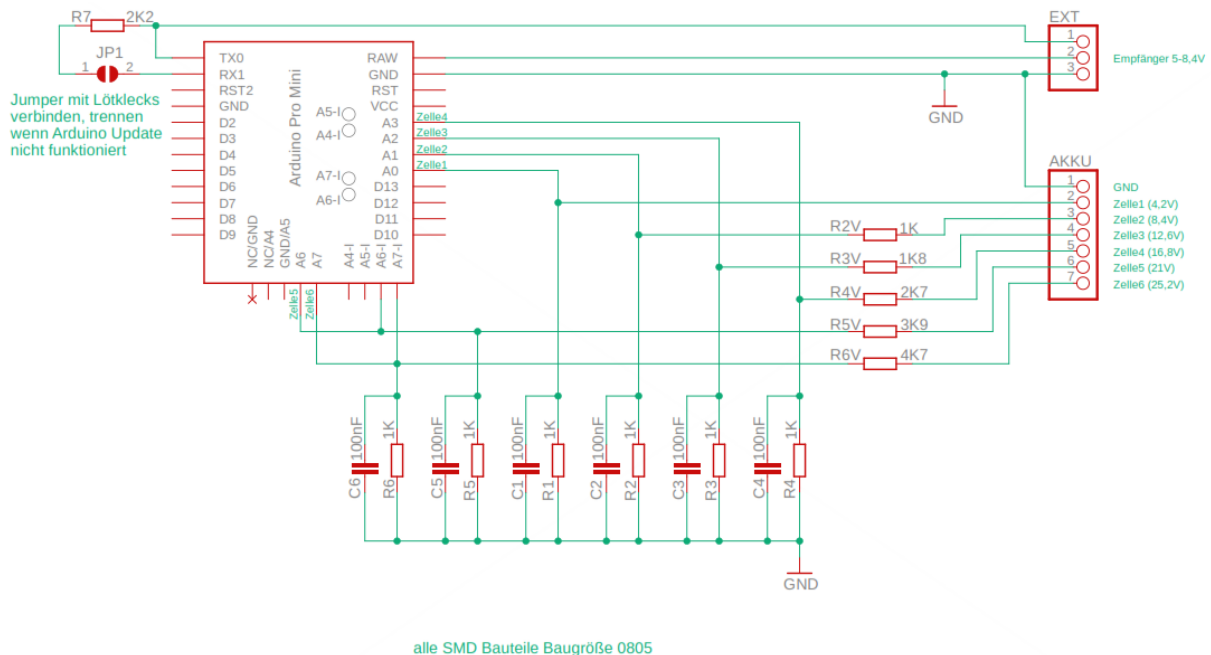 R7
2K2
JP1
1
2
Jumper mit Lötklecks
verbinden, trennen
wenn Arduino Update
nicht funktioniert
Arduino Pro Mini
TX0
RX1
RST2
GND
D2
D3
D4
D5
D6
D7
D8
D9
RAW
GND
RST
VCC
A3
A2
A1
A0
D13
D12
D11
D10
A5-I
A4-I
A7-I
A6-I
NC/GND
NC/A4
GND/A5
A6
A7
A4-I
A5-I
A6-I
A7-I
Zelle4
Zelle3
Zelle2
Zelle1
Zelle5
Zelle6
EXT
1
2
3
Empfänger 5-8,4V
GND
AKKU
1
2
3
4
5
6
7
GND
Zelle1 (4,2V)
Zelle2 (8,4V)
Zelle3 (12,6V)
Zelle4 (16,8V)
Zelle5 (21V)
Zelle6 (25,2V)
R2V
1K
R3V
1K8
R4V
2K7
R5V
3K9
R6V
4K7
C6
100nF
R6
1K
C5
100nF
R5
1K
C1
100nF
R1
1K
C2
100nF
R2
1K
C3
100nF
R3
1K
C4
100nF
R4
1K
GND
alle SMD Bauteile Baugröße 0805